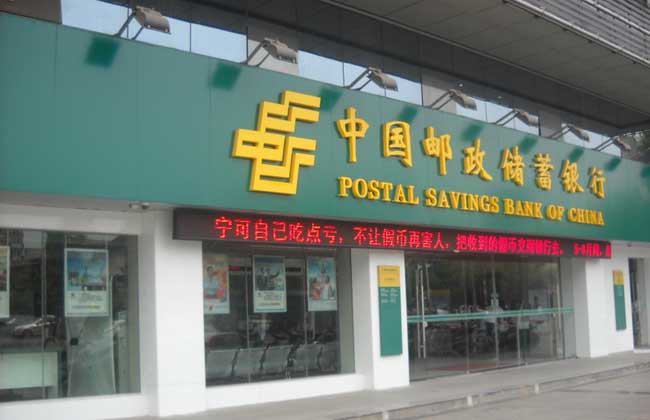 中国邮政储蓄银行
POSTAL SAVINGS BANK OF CHINA
宁可自己吃点亏，不让假币再害人，把收到的假币交到银行去，